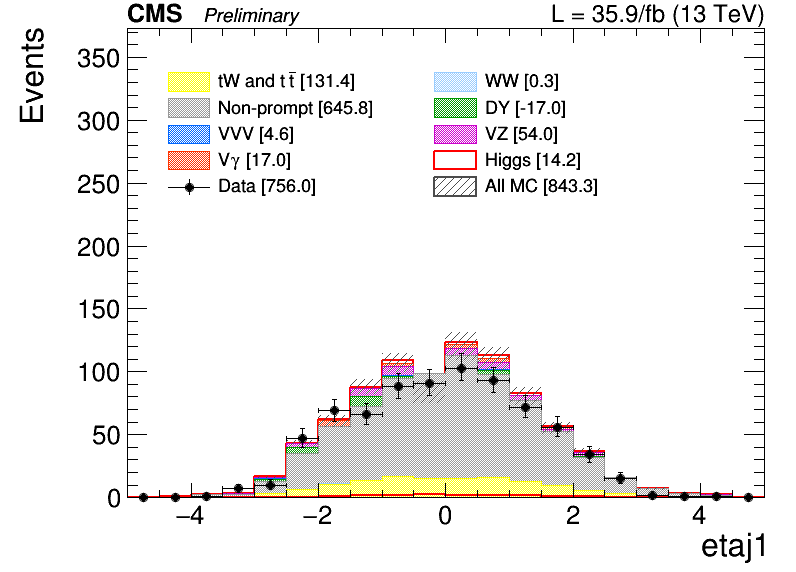 CMS Preliminary L = 35.9/fb (13 TeV)
Events
350
300
250
200
150
100
50
0
tW and tt̅ [131.4]
Non-prompt [645.8]
VVV [4.6]
Vγ [17.0]
Data [756.0]
WW [0.3]
DY [-17.0]
VZ [54.0]
Higgs [14.2]
All MC [843.3]
−4 −2 0 2 4
etaj1